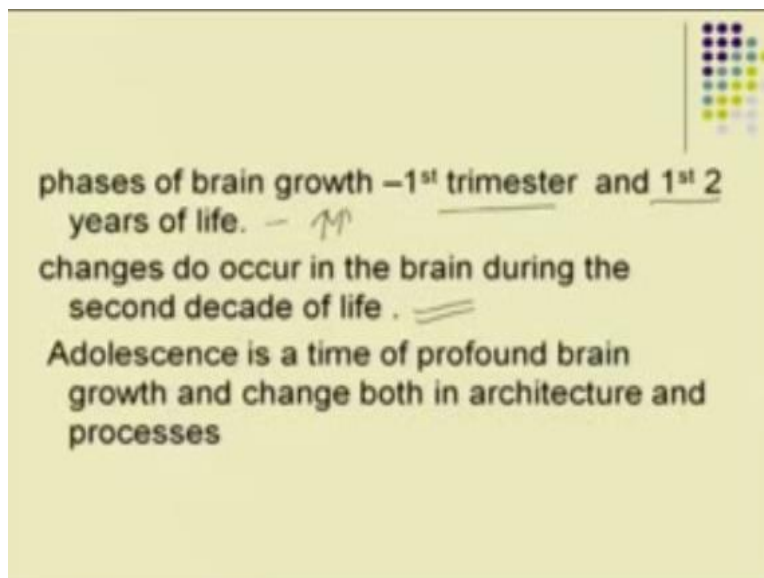 phases of brain growth –1st trimester and 1st 2
years of life. –
changes do occur in the brain during the
second decade of life .
Adolescence is a time of profound brain
growth and change both in architecture and
processes